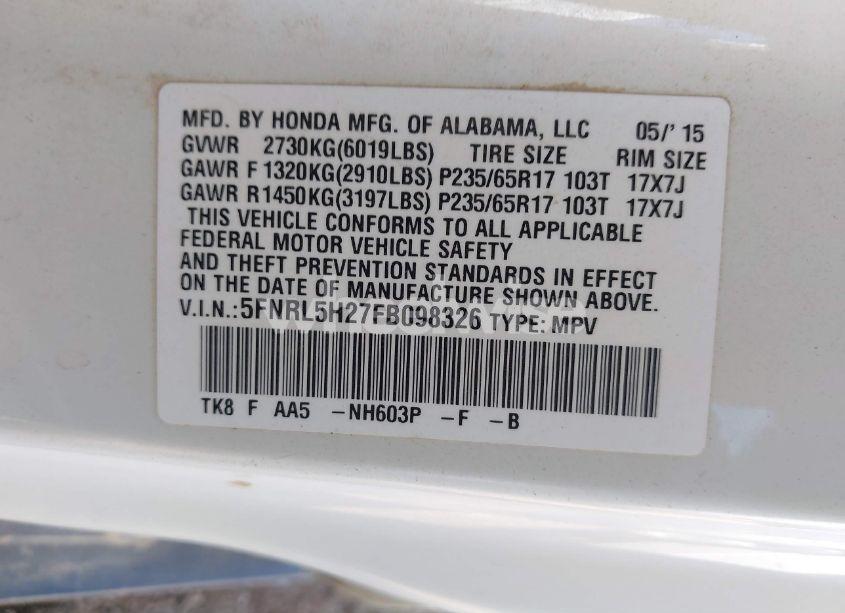 MFD. BY HONDA MFG. OF ALABAMA, LLC 05/' 15
GVWR 2730KG(6019LBS) TIRE SIZE RIM SIZE
GAWR F 1320KG(2910LBS) P235/65R17 103T 17X7J
GAWR R1450KG(3197LBS) P235/65R17 103T 17X7J
THIS VEHICLE CONFORMS TO ALL APPLICABLE
FEDERAL MOTOR VEHICLE SAFETY
AND THEFT PREVENTION STANDARDS IN EFFECT
ON THE DATE OF MANUFACTURE SHOWN ABOVE.
V.I.N.:5FNRL5H27FB098326 TYPE: MPV
TK8 F AA5 -NH603P -F -B